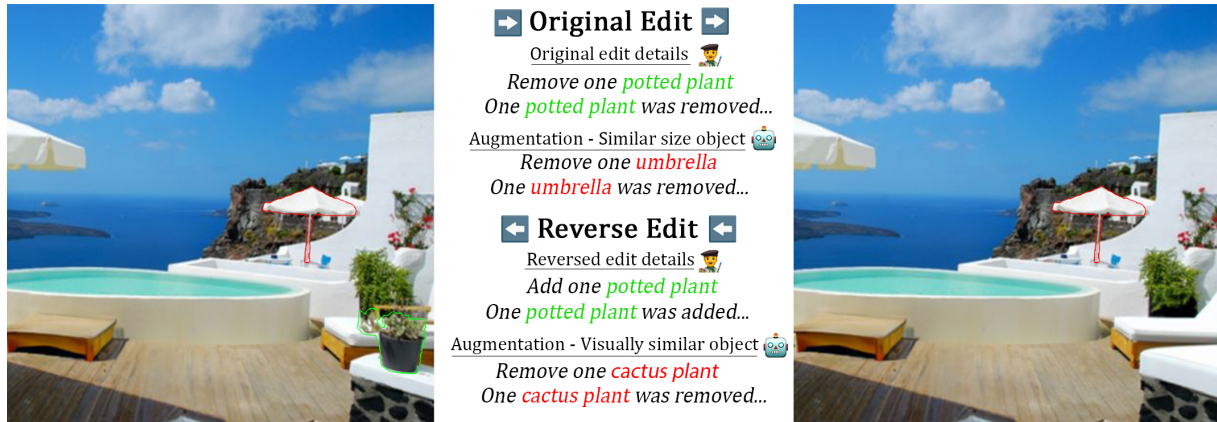 Original Edit
Original edit details
Remove one potted plant
One potted plant was removed...
Augmentation - Similar size object
Remove one umbrella
One umbrella was removed...
Reverse Edit
Reversed edit details
Add one potted plant
One potted plant was added...
Augmentation - Visually similar object
Remove one cactus plant
One cactus plant was removed...